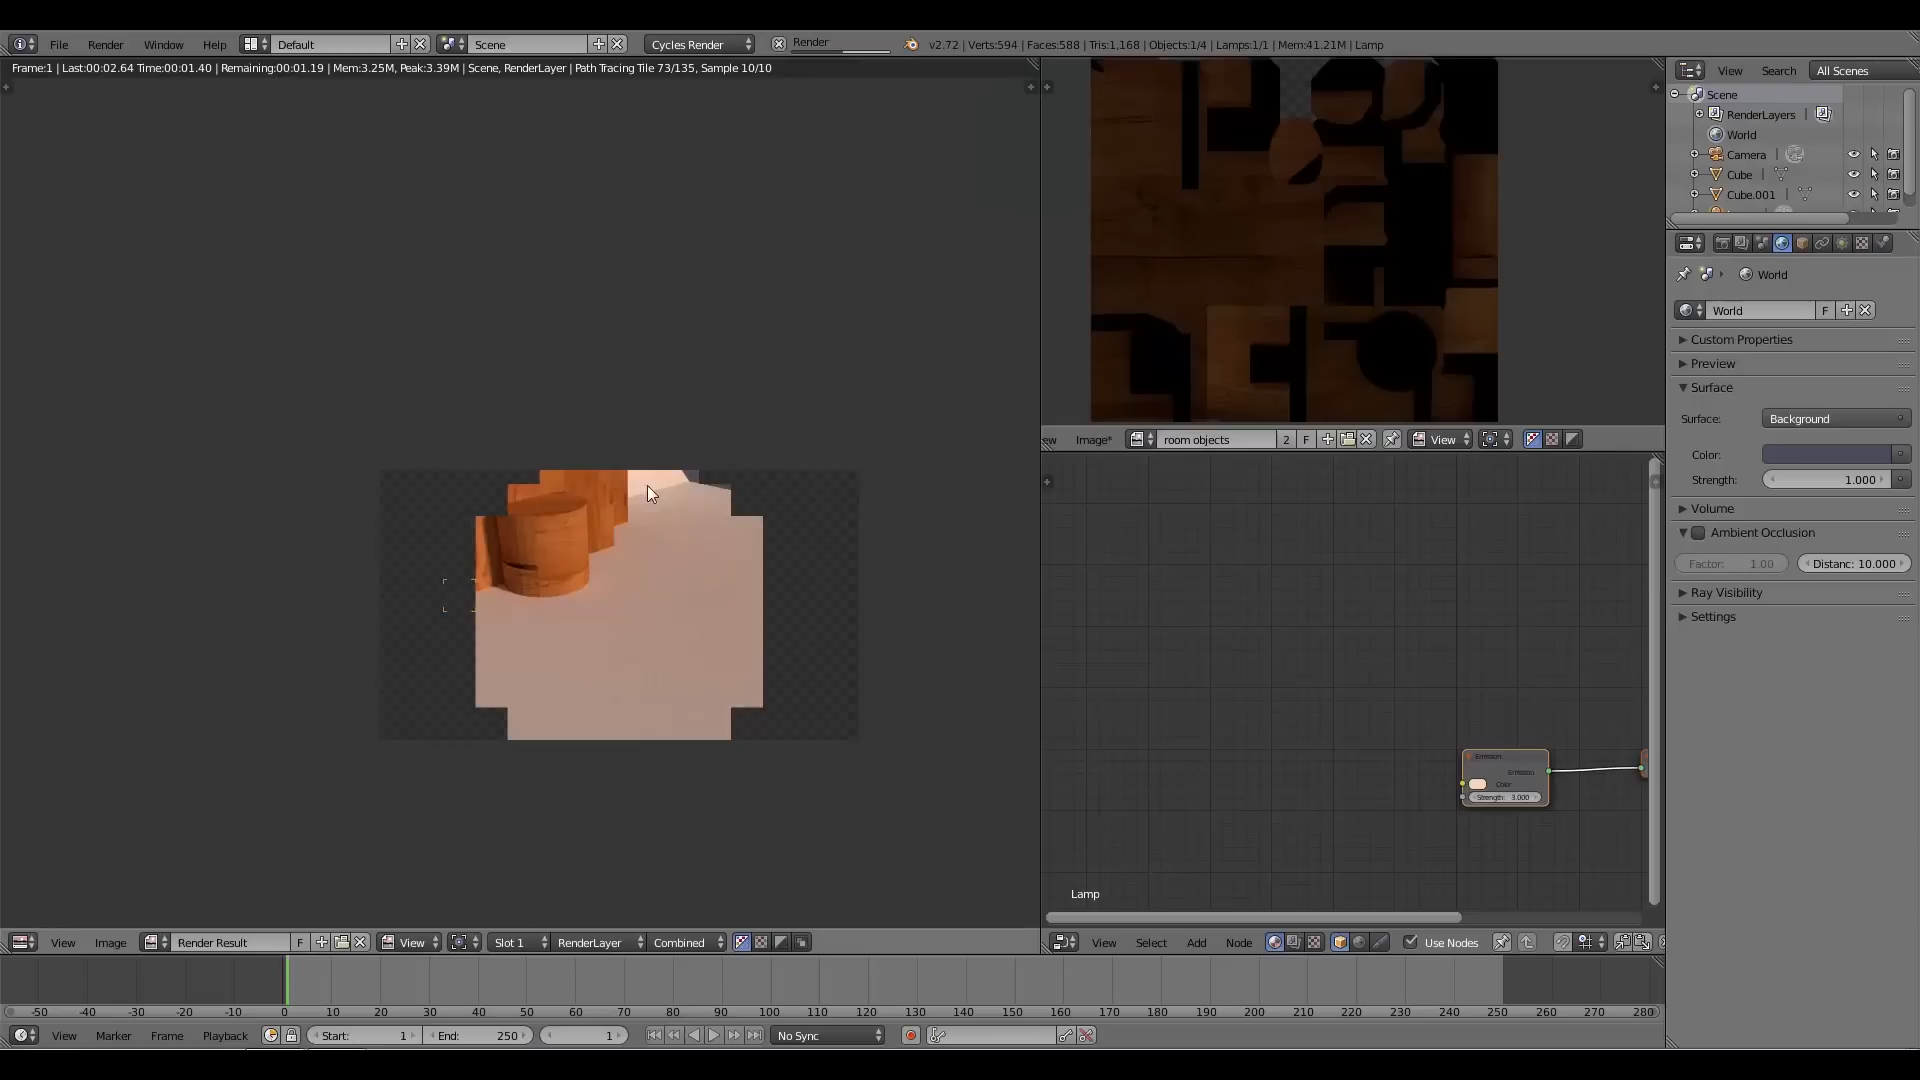 File Render Window Help Default Scene Cycles Render Render v2.72 | Verts:594 | Faces:588 | Tris:1,168 | Objects:1/4 | Lamps:1/1 | Mem:41.21M | Lamp
Frame:1 | Last:00:02.64 Time:00:01.40 | Remaining:00:01.19 | Mem:3.25M, Peak:3.39M | Scene, RenderLayer | Path Tracing Tile 73/135, Sample 10/10
View Search All Scenes
Scene
RenderLayers |
World
Camera |
Cube |
Cube.001 |
World
World F
Custom Properties
Preview
Surface
Surface: Background
Color:
Strength: 1.000
Volume
Ambient Occlusion
Factor: 1.00 Distanc: 10.000
Ray Visibility
Settings
ew Image* room objects 2 F View
Emission
Emission
Color
Strength: 3.000
Lamp
View Image Render Result F View Slot 1 RenderLayer Combined
View Select Add Node Use Nodes
-50 -40 -30 -20 -10 0 10 20 30 40 50 60 70 80 90 100 110 120 130 140 150 160 170 180 190 200 210 220 230 240 250 260 270 280
View Marker Frame Playback Start: 1 End: 250 1 No Sync